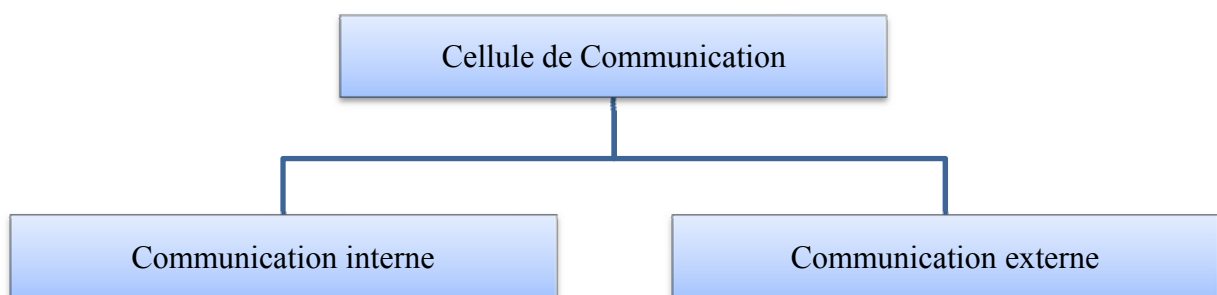 Cellule de Communication
Communication interne
Communication externe